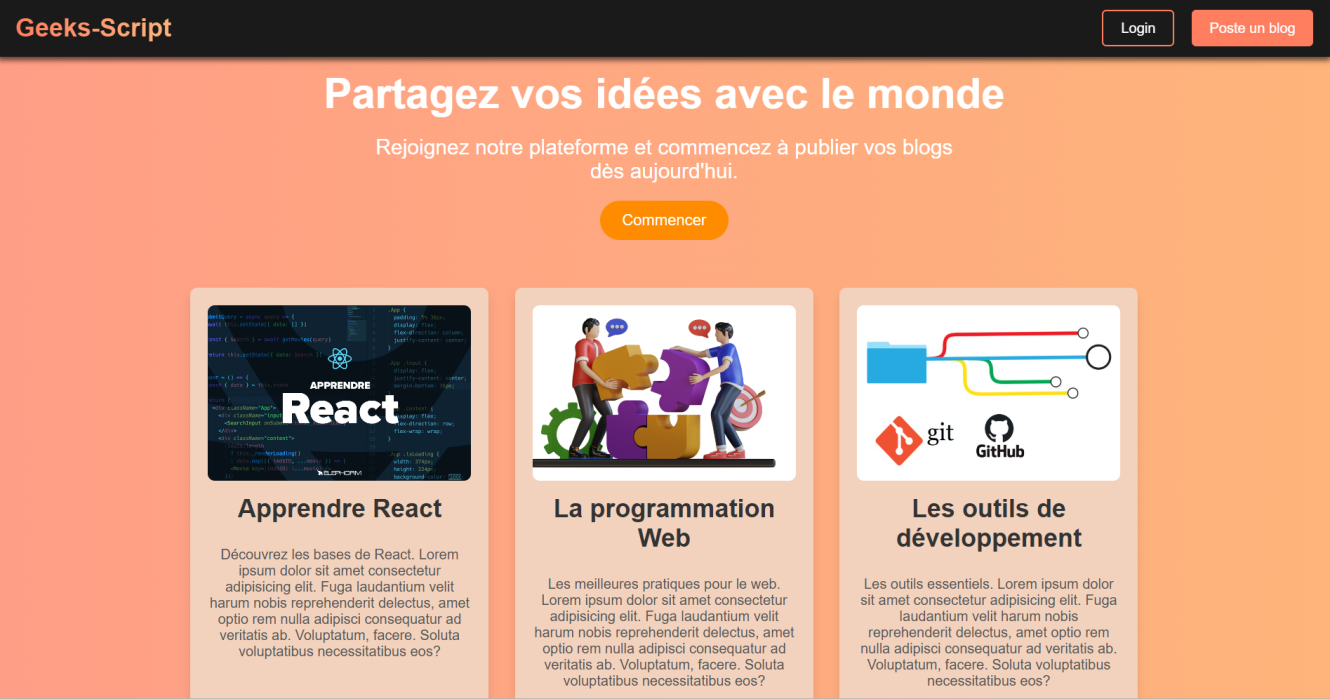 Geeks-Script
Login
Poste un blog
Partagez vos idées avec le monde
Rejoignez notre plateforme et commencez à publier vos blogs
dès aujourd'hui.
Commencer
APPRENDRE
React
ELEPHORM
git
GitHub
Apprendre React
Découvrez les bases de React. Lorem
ipsum dolor sit amet consectetur
adipisicing elit. Fuga laudantium velit
harum nobis reprehenderit delectus, amet
optio rem nulla adipisci consequatur ad
veritatis ab. Voluptatum, facere. Soluta
voluptatibus necessitatibus eos?
La programmation
Web
Les meilleures pratiques pour le web.
Lorem ipsum dolor sit amet consectetur
adipisicing elit. Fuga laudantium velit
harum nobis reprehenderit delectus, amet
optio rem nulla adipisci consequatur ad
veritatis ab. Voluptatum, facere. Soluta
voluptatibus necessitatibus eos?
Les outils de
développement
Les outils essentiels. Lorem ipsum dolor
sit amet consectetur adipisicing elit. Fuga
laudantium velit harum nobis
reprehenderit delectus, amet optio rem
nulla adipisci consequatur ad veritatis ab.
Voluptatum, facere. Soluta voluptatibus
necessitatibus eos?